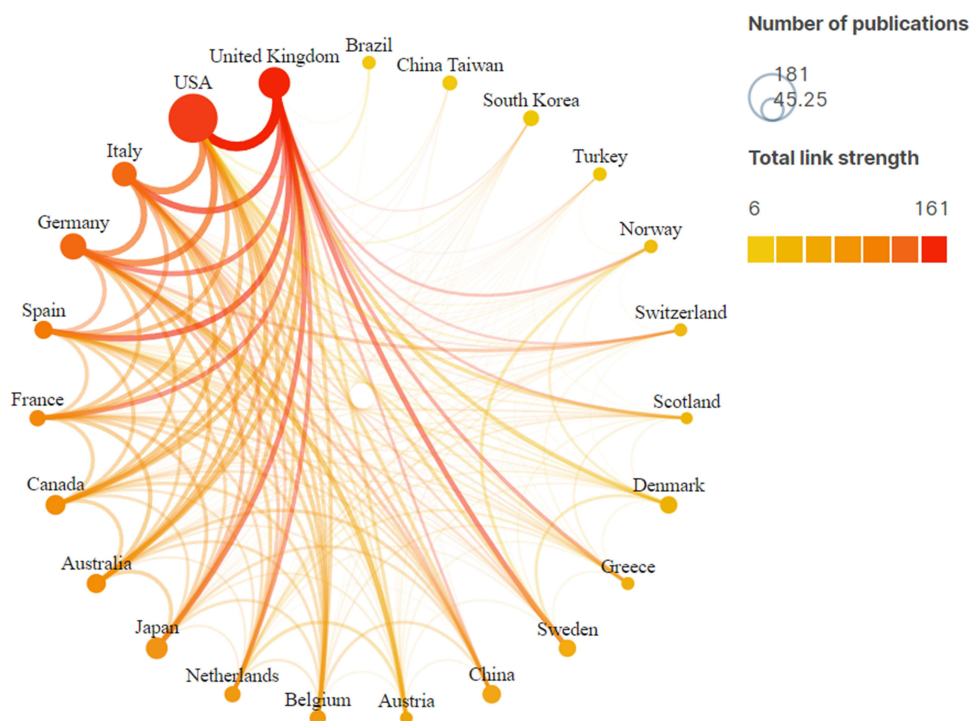 Number of publications
181
45.25
Total link strength
6 161
Brazil
United Kingdom
China Taiwan
USA
South Korea
Italy
Turkey
Germany
Norway
Spain
Switzerland
France
Scotland
Canada
Denmark
Australia
Greece
Japan
Sweden
Netherlands
China
Belgium
Austria